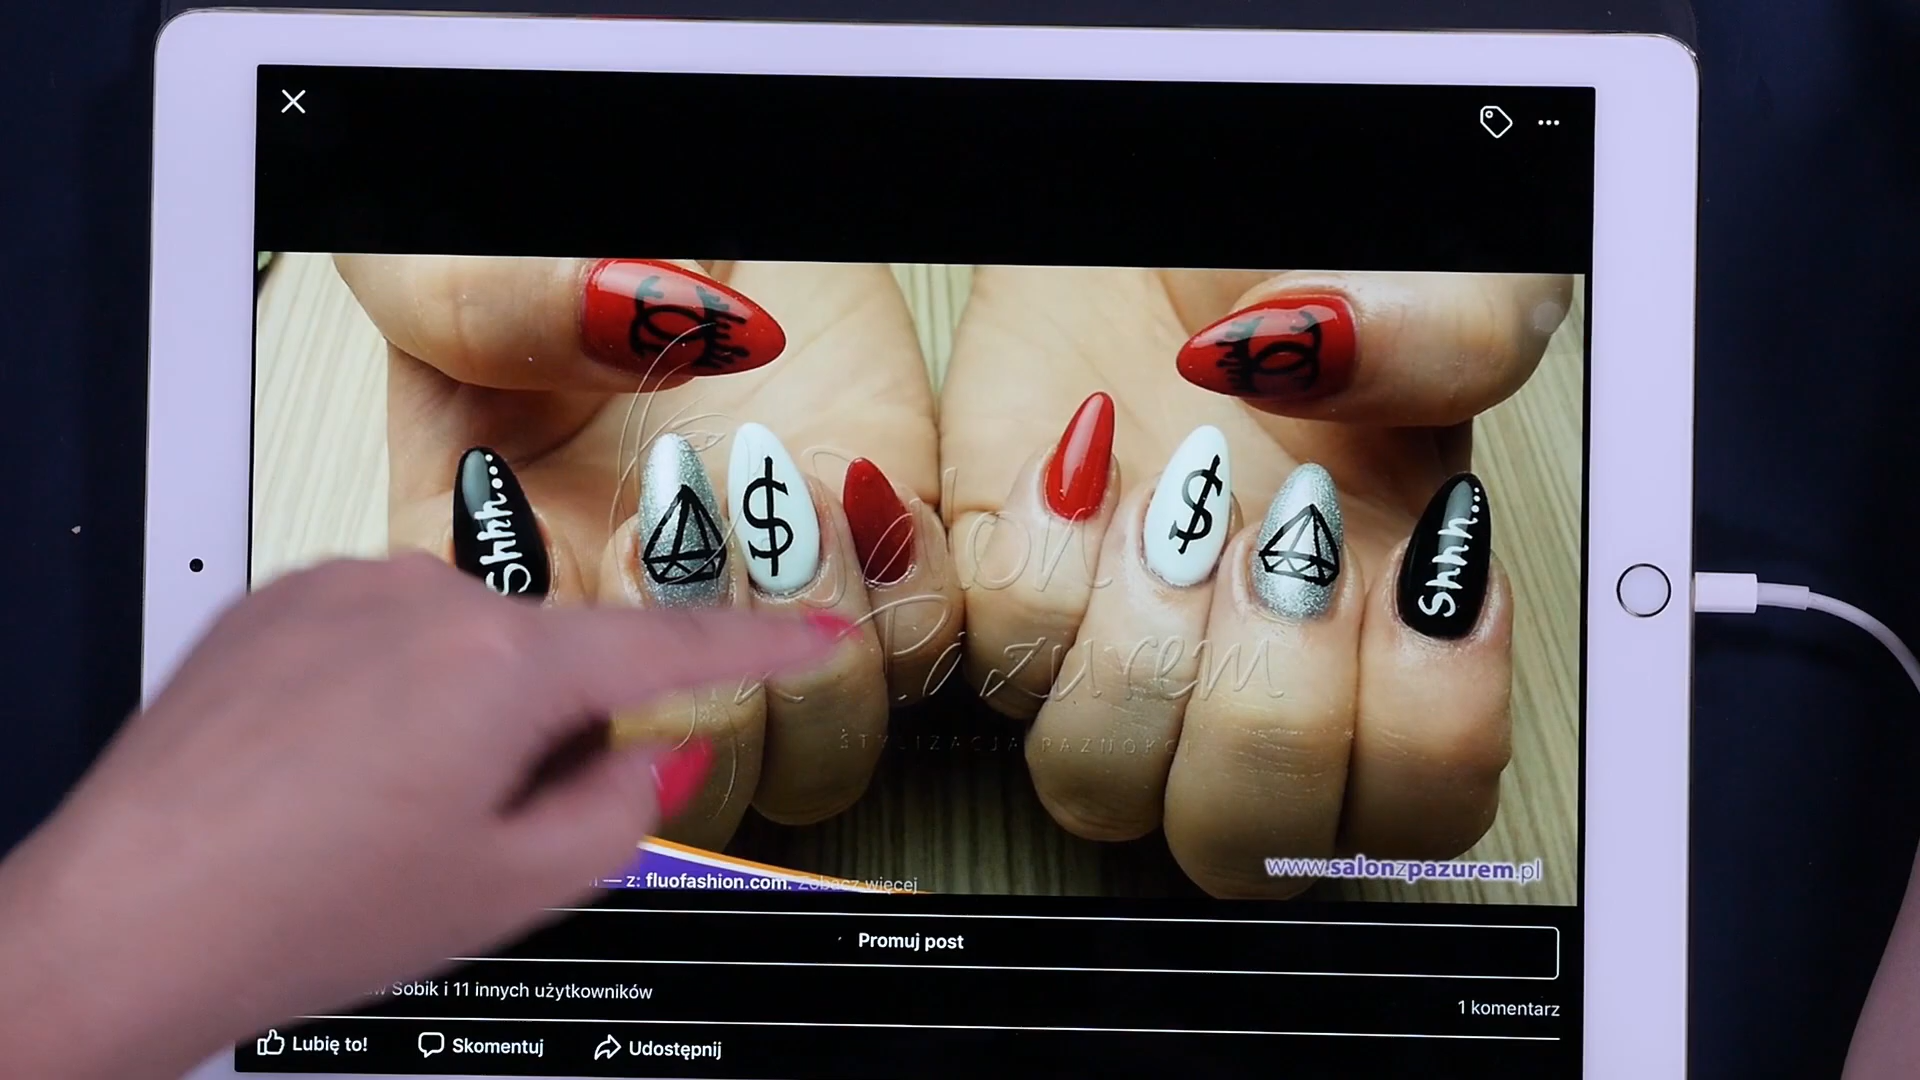 Shhh...
$
$
Shhh...
Salon
z Pazurem
STYLIZACJA PAZNOKCI
www.salonzpazurem.pl
— z: fluofashion.com. Zobacz więcej
Promuj post
Sobik i 11 innych użytkowników
1 komentarz
Lubię to! Skomentuj Udostępnij